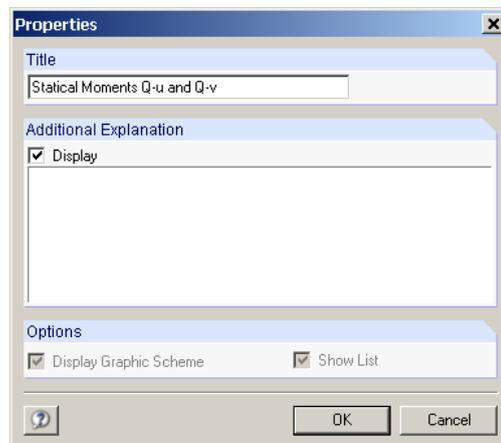 Properties
Title
Statical Moments Q-u and Q-v
Additional Explanation
Display
Options
Display Graphic Scheme
Show List
OK
Cancel